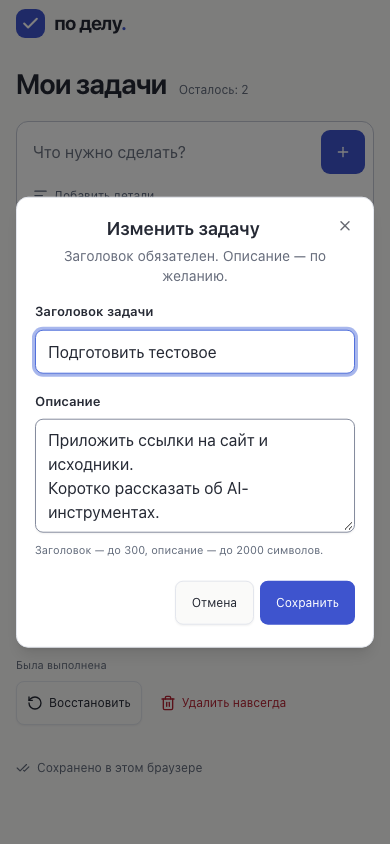 по делу.
Мои задачи
Осталось: 2
Что нужно сделать?
Добавить детали
Изменить задачу
Заголовок обязателен. Описание — по
желанию.
Заголовок задачи
Подготовить тестовое
Описание
Приложить ссылки на сайт и
исходники.
Коротко рассказать об AI-
инструментах.
Заголовок — до 300, описание — до 2000 символов.
Отмена
Сохранить
Была выполнена
Восстановить
Удалить навсегда
Сохранено в этом браузере